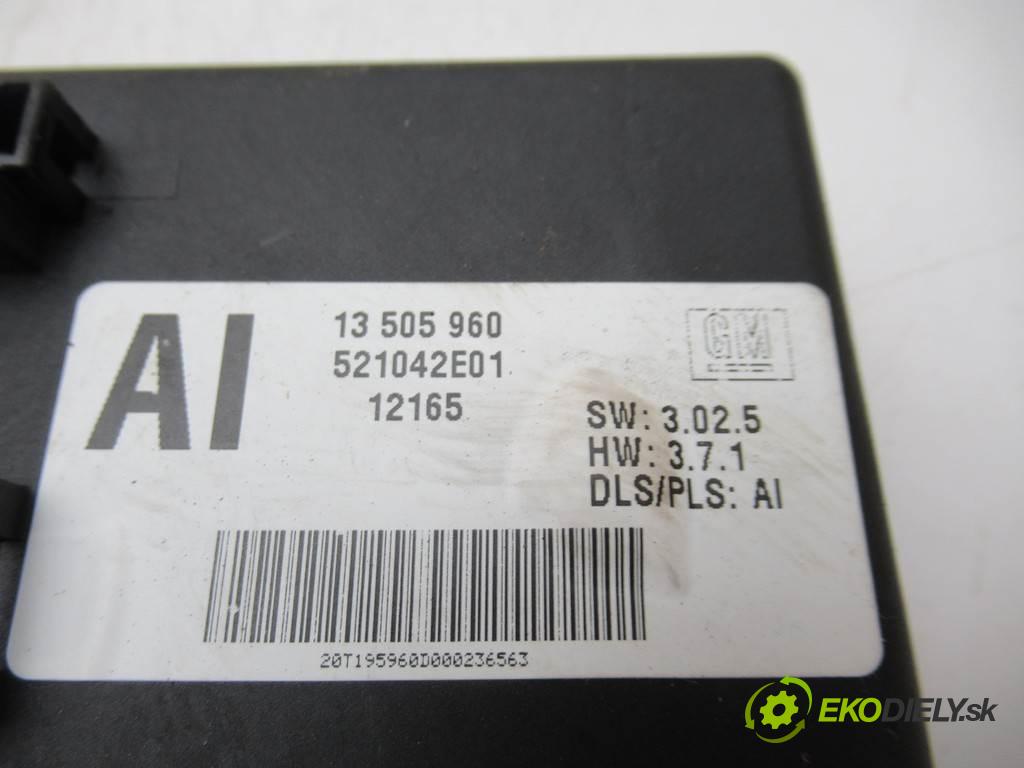 AI
13 505 960
521042E01
12165
GM
SW: 3.02.5
HW: 3.7.1
DLS/PLS: AI
20T195960D000236563
EKODIELY.sk